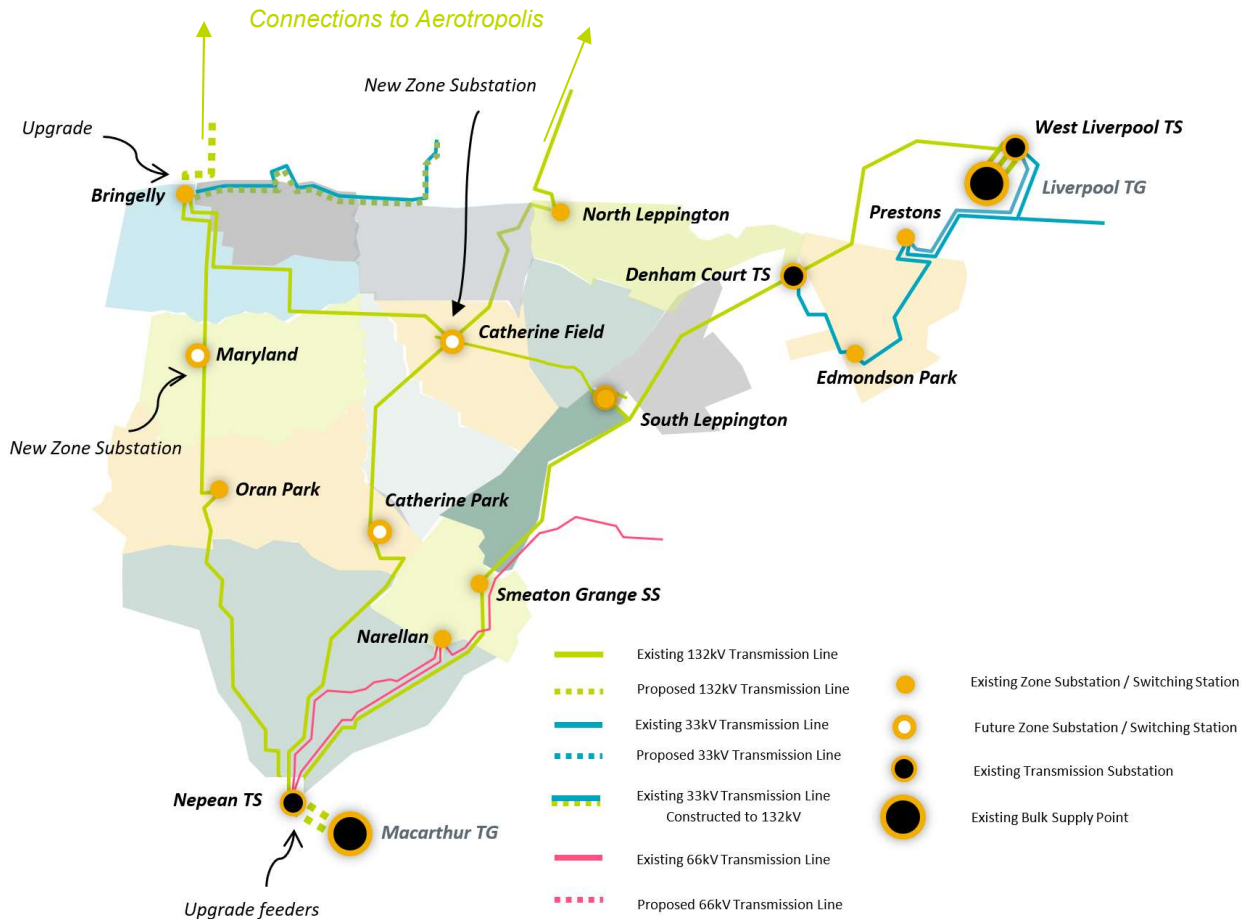 Connections to Aerotropolis
New Zone Substation
Upgrade
West Liverpool TS
Bringelly
Liverpool TG
North Leppington
Prestons
Denham Court TS
Catherine Field
Maryland
Edmondson Park
South Leppington
New Zone Substation
Oran Park
Catherine Park
Smeaton Grange SS
Narellan
Nepean TS
Macarthur TG
Upgrade feeders
Existing 132kV Transmission Line
Proposed 132kV Transmission Line
Existing 33kV Transmission Line
Proposed 33kV Transmission Line
Existing 33kV Transmission Line
Constructed to 132kV
Existing 66kV Transmission Line
Proposed 66kV Transmission Line
Existing Zone Substation / Switching Station
Future Zone Substation / Switching Station
Existing Transmission Substation
Existing Bulk Supply Point